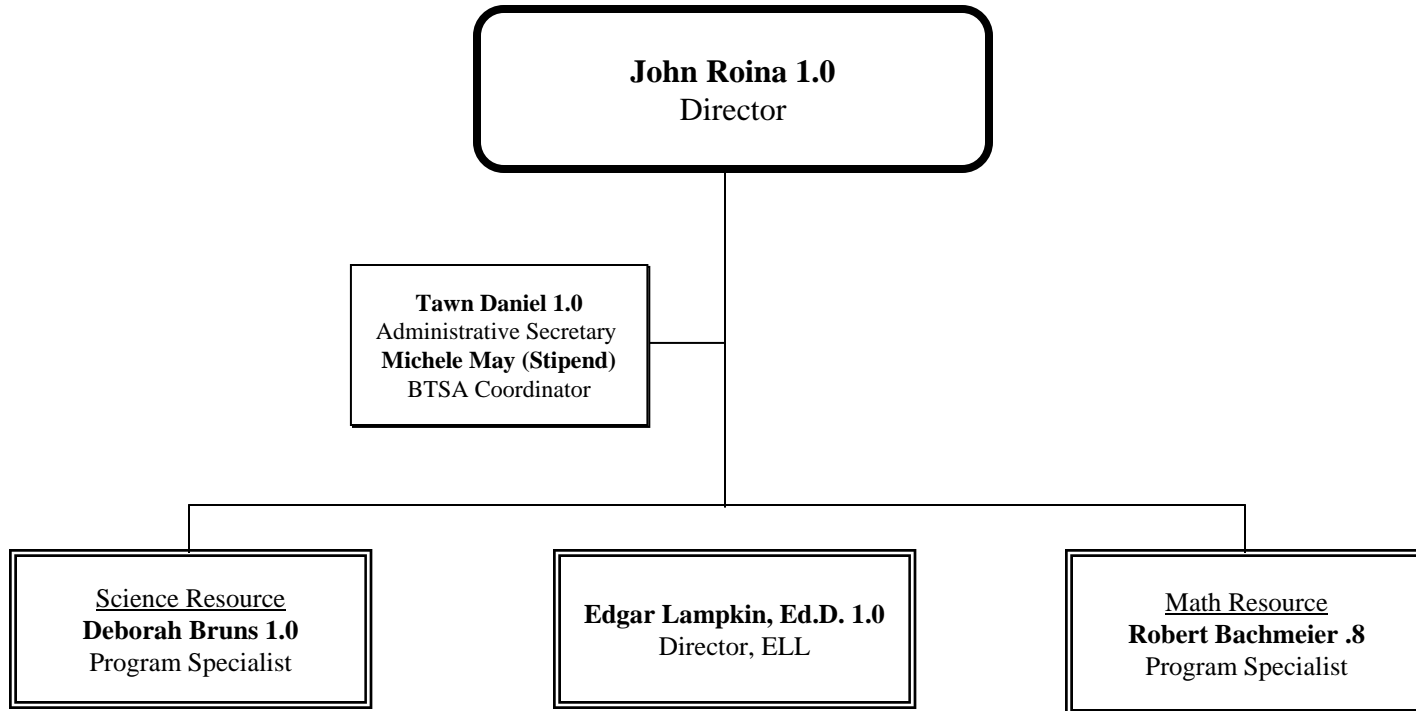 John Roina 1.0
Director
Tawn Daniel 1.0
Administrative Secretary
Michele May (Stipend)
BTSA Coordinator
Science Resource
Deborah Bruns 1.0
Program Specialist
Edgar Lampkin, Ed.D. 1.0
Director, ELL
Math Resource
Robert Bachmeier .8
Program Specialist